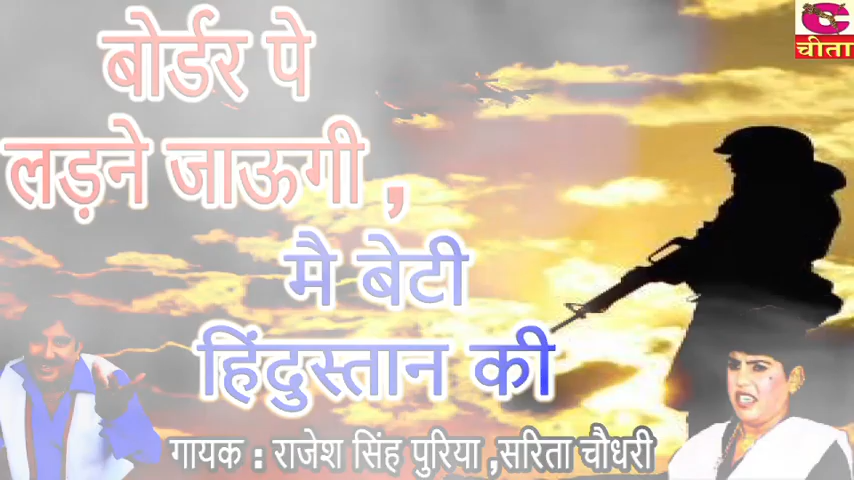 बोर्डर पे
लड़ने जाऊगी ,
मै बेटी
हिंदुस्तान की
गायक : राजेश सिंह पुरिया ,सरिता चौधरी
C
चीता